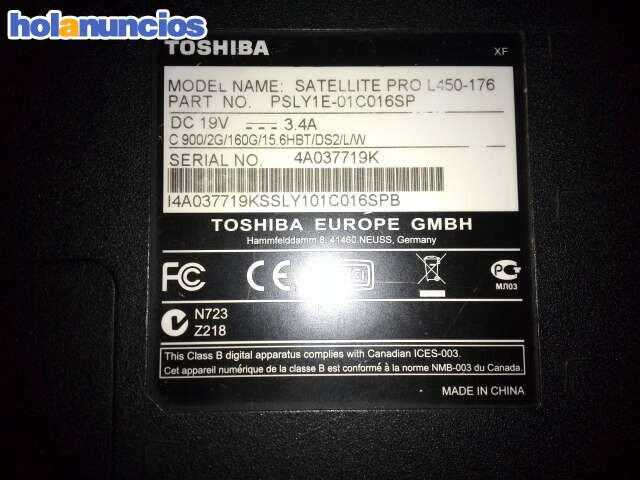 holanuncios
TOSHIBA
XF
MODEL NAME: SATELLITE PRO L450-176
PART NO. PSLY1E-01C016SP
DC 19V 3.4A
C 900/2G/160G/15.6HBT/DS2/L/W
SERIAL NO. 4A037719K
I4A037719KSSLY101C016SPB
TOSHIBA EUROPE GMBH
Hammfelddamm 8, 41460 NEUSS, Germany
FC CE
PC
МЛ03
N723
Z218
This Class B digital apparatus complies with Canadian ICES-003.
Cet appareil numérique de la classe B est conformé à la norme NMB-003 du Canada.
MADE IN CHINA